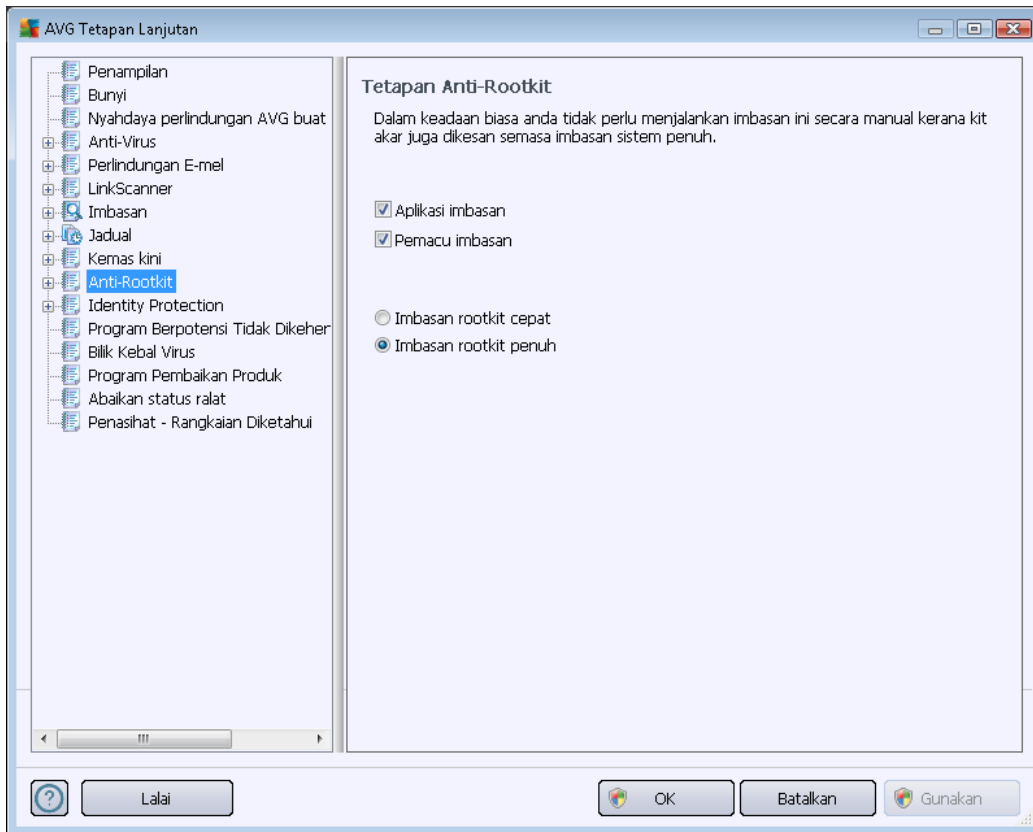 AVG Tetapan Lanjutan
Penampilan
Bunyi
Nyahdaya perlindungan AVG buat
Anti-Virus
Perlindungan E-mel
LinkScanner
Imbasan
Jadual
Kemas kini
Anti-Rootkit
Identity Protection
Program Berpotensi Tidak Dikeher
Bilik Kebal Virus
Program Pembaikan Produk
Abaikan status ralat
Penasihat - Rangkaian Diketahui
Tetapan Anti-Rootkit
Dalam keadaan biasa anda tidak perlu menjalankan imbasan ini secara manual kerana kit
akar juga dikesan semasa imbasan sistem penuh.
Aplikasi imbasan
Pemacu imbasan
Imbasan rootkit cepat
Imbasan rootkit penuh
Lalai
OK
Batalkan
Gunakan